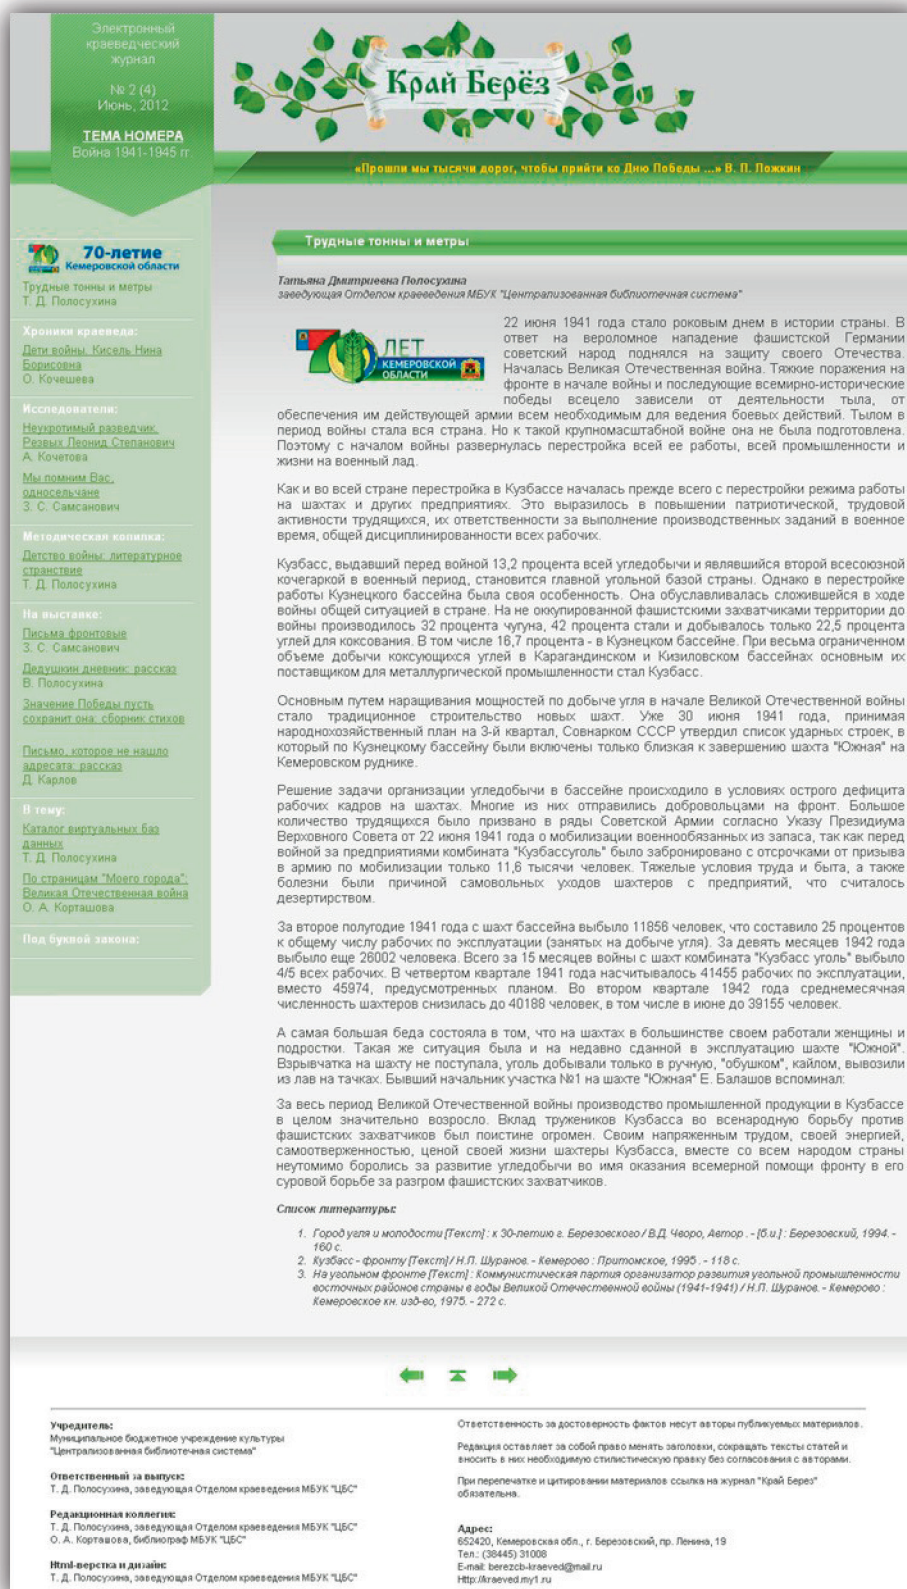 Электронный
краеведческий
журнал
№ 2 (4)
Июнь, 2012
ТЕМА НОМЕРА
Война 1941-1945 гг.
Край Берёз
«Прошли мы тысячи дорог, чтобы прийти ко Дню Победы ...» В. П. Ложкин
70-летие
Кемеровской области
Трудные тонны и метры
Т. Д. Полосухина
Хроники краеведа:
Дети войны. Кисель Нина
Борисовна
О. Кочешева
Исследователи:
Неукротимый разведчик:
Резвых Леонид Степанович
А. Кочетова
Мы помним Вас,
односельчане
З. С. Самсанович
Методическая копилка:
Детство войны: литературное
странствие
Т. Д. Полосухина
На выставке:
Письма фронтовые
З. С. Самсанович
Дедушкин дневник: рассказ
В. Полосухина
Значение Победы пусть
сохранит она: сборник стихов
Письмо, которое не нашло
адресата: рассказ
Д. Карлов
В тему:
Каталог виртуальных баз
данных
Т. Д. Полосухина
По страницам "Моего города":
Великая Отечественная война
О. А. Корташова
Под буквой закона:
Трудные тонны и метры
Татьяна Дмитриевна Полосухина
заведующая Отделом краеведения МБУК "Централизованная библиотечная система"
70 ЛЕТ
КЕМЕРОВСКОЙ
ОБЛАСТИ
22 июня 1941 года стало роковым днем в истории страны. В
ответ на вероломное нападение фашистской Германии
советский народ поднялся на защиту своего Отечества.
Началась Великая Отечественная война. Тяжкие поражения на
фронте в начале войны и последующие всемирно-исторические
победы всецело зависели от деятельности тыла, от
обеспечения им действующей армии всем необходимым для ведения боевых действий. Тылом в
период войны стала вся страна. Но к такой крупномасштабной войне она не была подготовлена.
Поэтому с началом войны развернулась перестройка всей ее работы, всей промышленности и
жизни на военный лад.
Как и во всей стране перестройка в Кузбассе началась прежде всего с перестройки режима работы
на шахтах и других предприятиях. Это выразилось в повышении патриотической, трудовой
активности трудящихся, их ответственности за выполнение производственных заданий в военное
время, общей дисциплинированности всех рабочих.
Кузбасс, выдавший перед войной 13,2 процента всей угледобычи и являвшийся второй всесоюзной
кочегаркой в военный период, становится главной угольной базой страны. Однако в перестройке
работы Кузнецкого бассейна была своя особенность. Она обуславливалась сложившейся в ходе
войны общей ситуацией в стране. На не оккупированной фашистскими захватчиками территории до
войны производилось 32 процента чугуна, 42 процента стали и добывалось только 22,5 процента
углей для коксования. В том числе 16,7 процента - в Кузнецком бассейне. При весьма ограниченном
объеме добычи коксующихся углей в Карагандинском и Кизиловском бассейнах основным их
поставщиком для металлургической промышленности стал Кузбасс.
Основным путем наращивания мощностей по добыче угля в начале Великой Отечественной войны
стало традиционное строительство новых шахт. Уже 30 июня 1941 года, принимая
народнохозяйственный план на 3-й квартал, Совнарком СССР утвердил список ударных строек, в
который по Кузнецкому бассейну были включены только близкая к завершению шахта "Южная" на
Кемеровском руднике.
Решение задачи организации угледобычи в бассейне происходило в условиях острого дефицита
рабочих кадров на шахтах. Многие из них отправились добровольцами на фронт. Большое
количество трудящихся было призвано в ряды Советской Армии согласно Указу Президиума
Верховного Совета от 22 июня 1941 года о мобилизации военнообязанных из запаса, так как перед
войной за предприятиями комбината "Кузбассуголь" было забронировано с отсрочками от призыва
в армию по мобилизации только 11,6 тысячи человек. Тяжелые условия труда и быта, а также
болезни были причиной самовольных уходов шахтеров с предприятий, что считалось
дезертирством.
За второе полугодие 1941 года с шахт бассейна выбыло 11856 человек, что составило 25 процентов
к общему числу рабочих по эксплуатации (занятых на добыче угля). За девять месяцев 1942 года
выбыло еще 26002 человека. Всего за 15 месяцев войны с шахт комбината "Кузбасс уголь" выбыло
4/5 всех рабочих. В четвертом квартале 1941 года насчитывалось 41455 рабочих по эксплуатации,
вместо 45974, предусмотренных планом. Во втором квартале 1942 года среднемесячная
численность шахтеров снизилась до 40188 человек, в том числе в июне до 39155 человек.
А самая большая беда состояла в том, что на шахтах в большинстве своем работали женщины и
подростки. Такая же ситуация была и на недавно сданной в эксплуатацию шахте "Южной".
Взрывчатка на шахту не поступала, уголь добывали только в ручную, "обушком", кайлом, вывозили
из лав на тачках. Бывший начальник участка №1 на шахте "Южная" Е. Балашов вспоминал:
За весь период Великой Отечественной войны производство промышленной продукции в Кузбассе
в целом значительно возросло. Вклад тружеников Кузбасса во всенародную борьбу против
фашистских захватчиков был поистине огромен. Своим напряженным трудом, своей энергией,
самоотверженностью, ценой своей жизни шахтеры Кузбасса, вместе со всем народом страны
неутомимо боролись за развитие угледобычи во имя оказания всемерной помощи фронту в его
суровой борьбе за разгром фашистских захватчиков.
Список литературы:
1. Город угля и молодости [Текст] : к 30-летию г. Березовского / В.Д. Чворо, Автор . - [б.и.] : Березовский, 1994. -
160 с.
2. Кузбасс - фронту [Текст] / Н.П. Шуранов. - Кемерово : Притомское, 1995 . - 118 с.
3. На угольном фронте [Текст] : Коммунистическая партия организатор развития угольной промышленности
восточных районов страны в годы Великой Отечественной войны (1941-1941) / Н.П. Шуранов. - Кемерово :
Кемеровское кн. изд-во, 1975. - 272 с.
Учредитель:
Муниципальное бюджетное учреждение культуры
"Централизованная библиотечная система"
Ответственный за выпуск:
Т. Д. Полосухина, заведующая Отделом краеведения МБУК "ЦБС"
Редакционная коллегия:
Т. Д. Полосухина, заведующая Отделом краеведения МБУК "ЦБС"
О. А. Корташова, библиограф МБУК "ЦБС"
Html-верстка и дизайн:
Т. Д. Полосухина, заведующая Отделом краеведения МБУК "ЦБС"
Ответственность за достоверность фактов несут авторы публикуемых материалов.
Редакция оставляет за собой право менять заголовки, сокращать тексты статей и
вносить в них необходимую стилистическую правку без согласования с авторами.
При перепечатке и цитировании материалов ссылка на журнал "Край Берез"
обязательна.
Адрес:
652420, Кемеровская обл., г. Березовский, пр. Ленина, 19
Тел.: (38445) 31008
E-mail: berezcb-kraeved@mail.ru
Http://kraeved.my1.ru